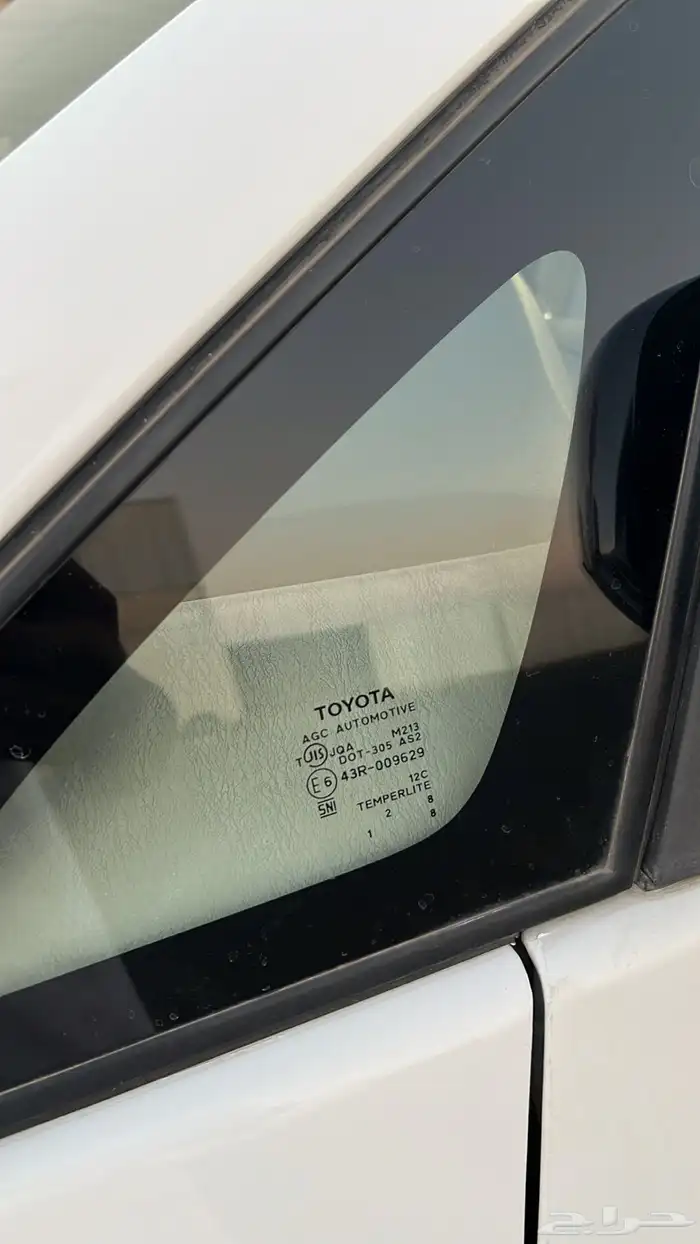 TOYOTA
AGC AUTOMOTIVE
T JIS JQA M213
DOT-305 AS2
E6 43R-009629
SNI 12C
TEMPERLITE
2 8
1 8
حراج